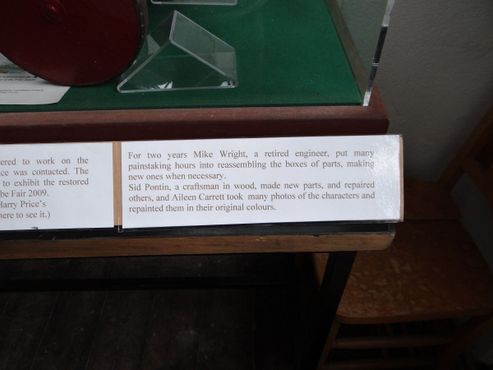 ered to work on the
ce was contacted. The
to exhibit the restored
be Fair 2009.
Harry Price's
here to see it.)
For two years Mike Wright, a retired engineer, put many
painstaking hours into reassembling the boxes of parts, making
new ones when necessary.
Sid Pontin, a craftsman in wood, made new parts, and repaired
others, and Aileen Carrett took many photos of the characters and
repainted them in their original colours.